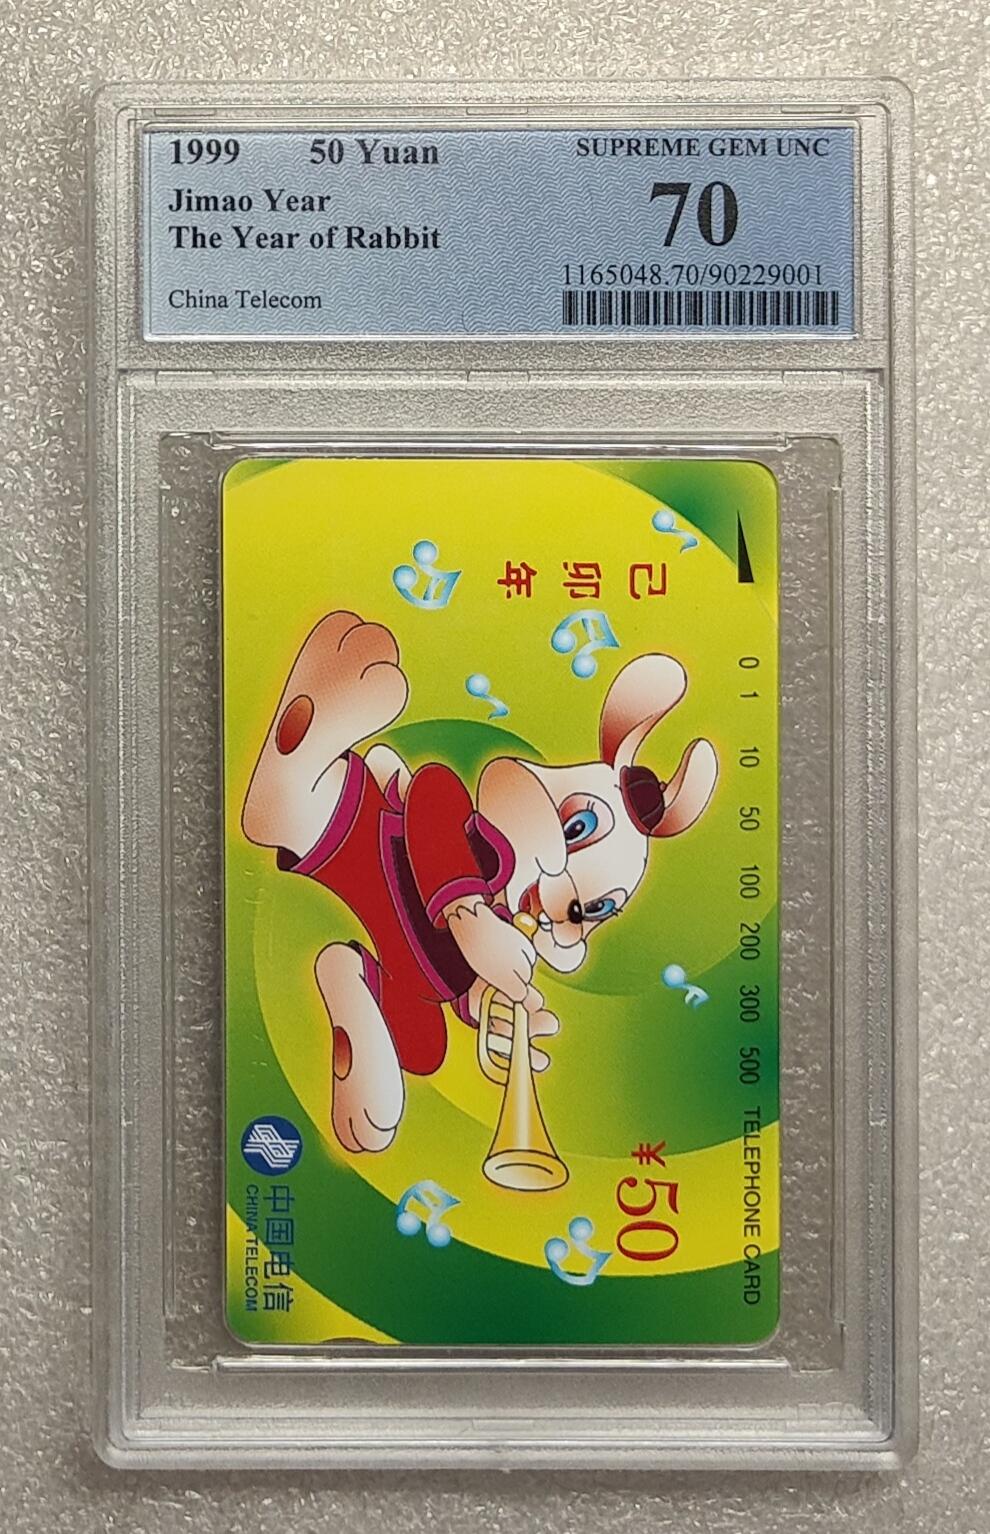 1999 50 Yuan
Jimao Year
The Year of Rabbit
China Telecom
SUPREME GEM UNC
70
1165048.70/90229001
0 1 10 50 100 200 300 500 TELEPHONE CARD
己卯年
¥50
中国电信
CHINA TELECOM